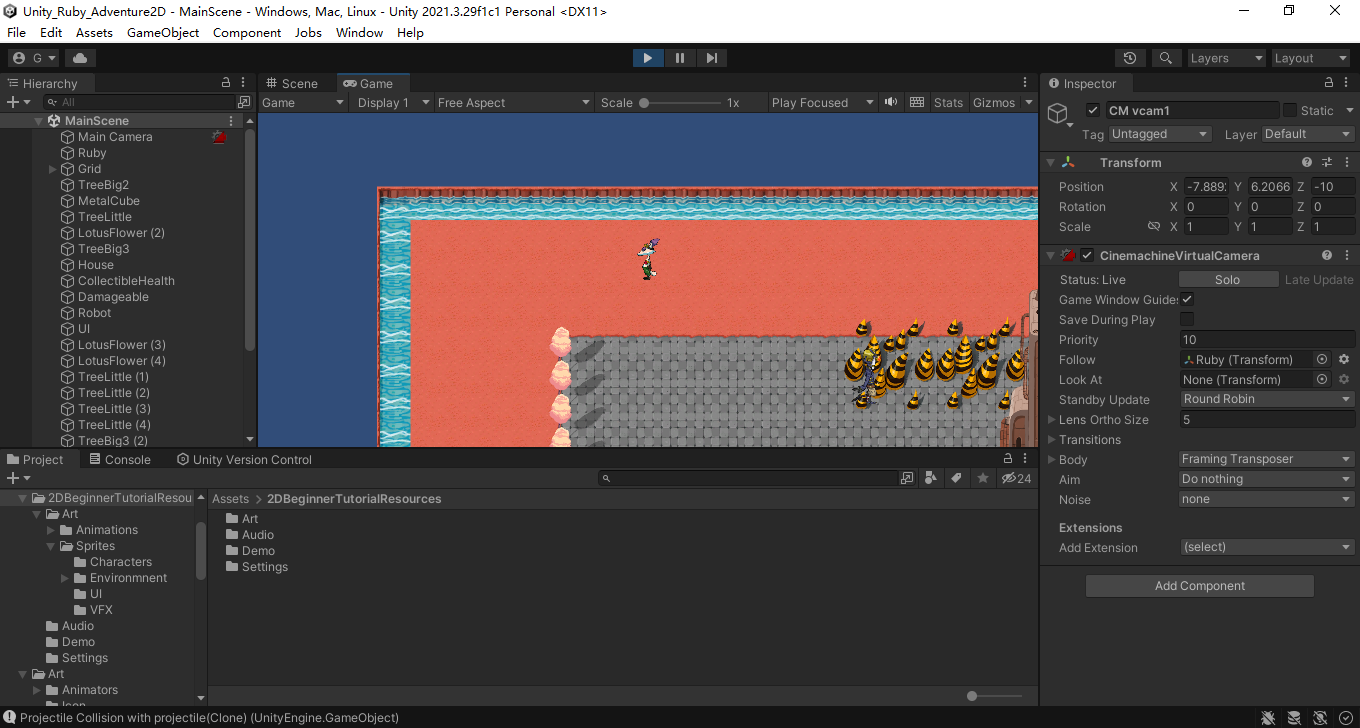 Unity_Ruby_Adventure2D - MainScene - Windows, Mac, Linux - Unity 2021.3.29f1c1 Personal <DX11>
File Edit Assets GameObject Component Jobs Window Help
G Layers Layout
Hierarchy
All
MainScene
Main Camera
Ruby
Grid
TreeBig2
MetalCube
TreeLittle
LotusFlower (2)
TreeBig3
House
CollectibleHealth
Damageable
Robot
UI
LotusFlower (3)
LotusFlower (4)
TreeLittle (1)
TreeLittle (2)
TreeLittle (3)
TreeLittle (4)
TreeBig3 (2)
Scene Game
Game Display 1 Free Aspect Scale 1x Play Focused Stats Gizmos
Inspector
CM vcam1 Static
Tag Untagged Layer Default
Transform
Position X -7.889 Y 6.2066 Z -10
Rotation X 0 Y 0 Z 0
Scale X 1 Y 1 Z 1
CinemachineVirtualCamera
Status: Live Solo Late Update
Game Window Guides
Save During Play
Priority 10
Follow Ruby (Transform)
Look At None (Transform)
Standby Update Round Robin
Lens Ortho Size 5
Transitions
Body Framing Transposer
Aim Do nothing
Noise none
Extensions
Add Extension (select)
Add Component
Project Console Unity Version Control
24
2DBeginnerTutorialResou
Art
Animations
Sprites
Characters
Environmnent
UI
VFX
Audio
Demo
Settings
Art
Animators
Assets > 2DBeginnerTutorialResources
Art
Audio
Demo
Settings
Projectile Collision with projectile(Clone) (UnityEngine.GameObject)